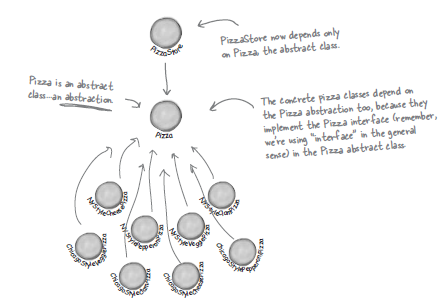 PizzaStore
PizzaStore now depends only
on Pizza, the abstract class.
Pizza is an abstract
class...an abstraction.
Pizza
The concrete pizza classes depend on
the Pizza abstraction too, because they
implement the Pizza interface (remember,
we're using "interface" in the general
sense) in the Pizza abstract class.
NYStyleCheesePizza
NYStyleClamPizza
NYStylePepperoniPizza
NYStyleVeggiePizza
ChicagoStyleVeggiePizza
ChicagoStylePepperoniPizza
ChicagoStyleClamPizza
ChicagoStyleCheesePizza